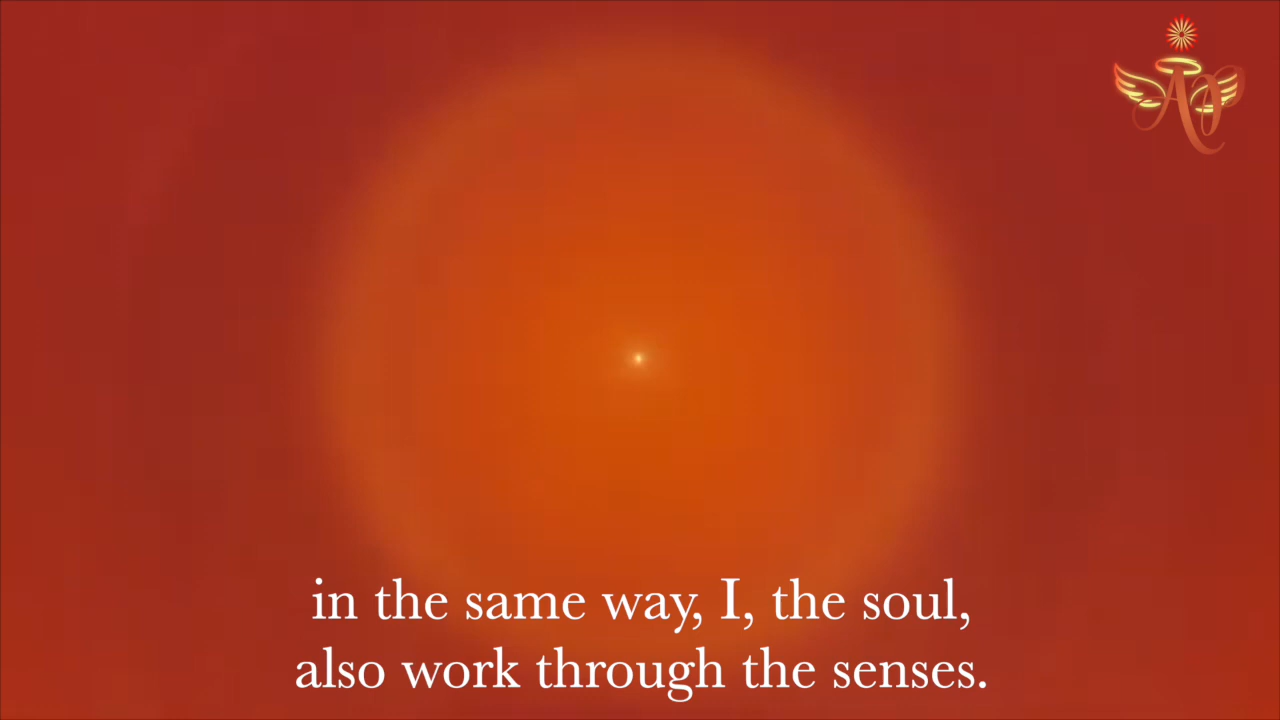 in the same way, I, the soul,
also work through the senses.